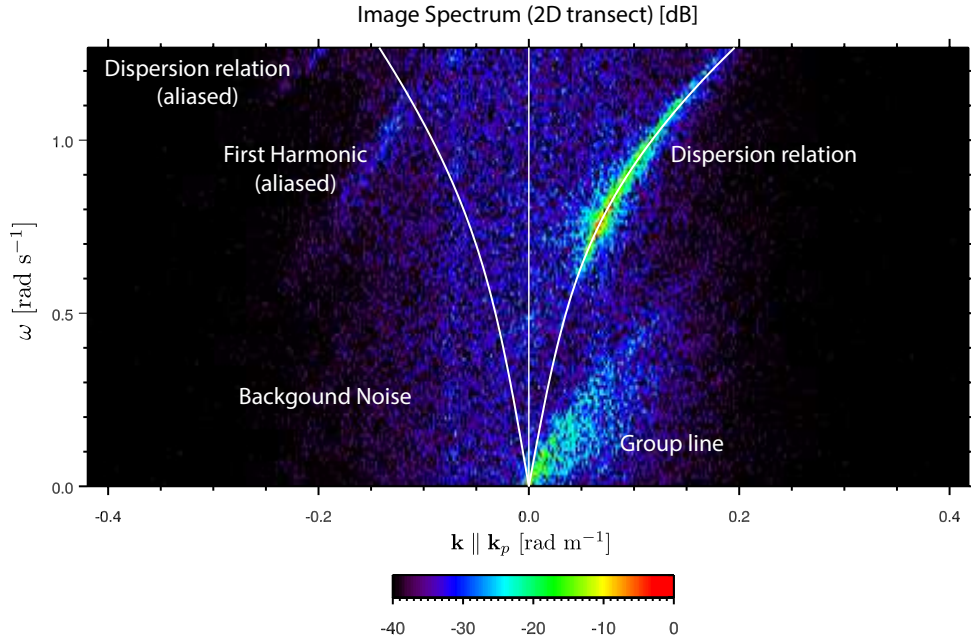 Image Spectrum (2D transect) [dB]
Dispersion relation
(aliased)
First Harmonic
(aliased)
Dispersion relation
Backgound Noise
Group line
1.0
0.5
0.0
ω [rad s⁻¹]
-0.4 -0.2 0.0 0.2 0.4
k ∥ kₚ [rad m⁻¹]
-40 -30 -20 -10 0